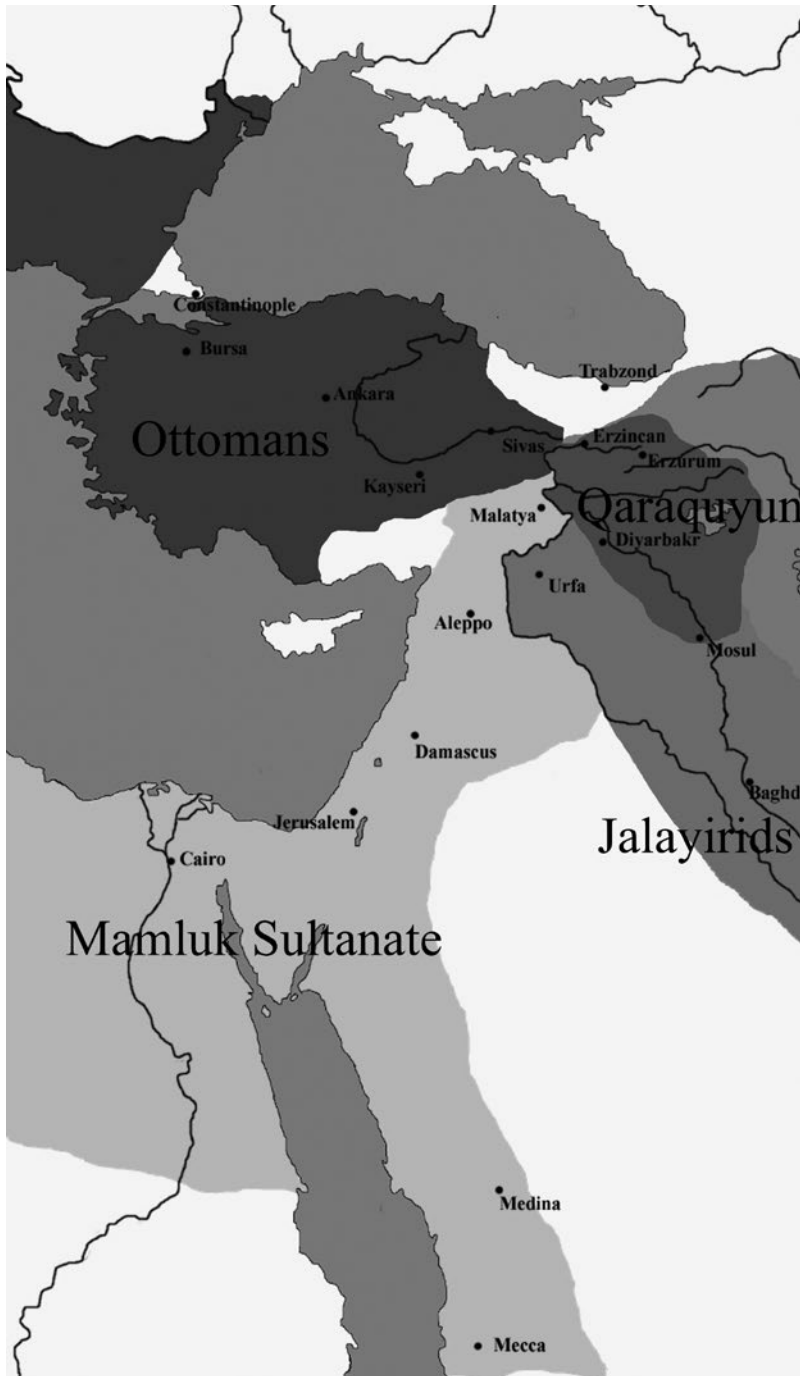 Constantinople
Bursa
Trabzond
Ankara
Ottomans
Sivas
Erzincan
Erzurum
Kayseri
Malatya
Qaraquyun
Diyarbakr
Urfa
Aleppo
Mosul
Damascus
Baghd
Jerusalem
Jalayirids
Cairo
Mamluk Sultanate
Medina
Mecca